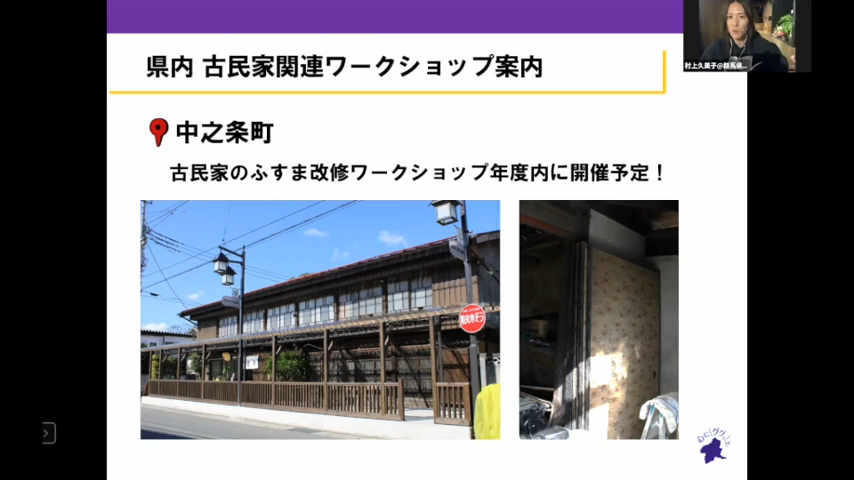 県内 古民家関連ワークショップ案内
村上久美子@群馬県...
中之条町
古民家のふすま改修ワークショップ年度内に開催予定！